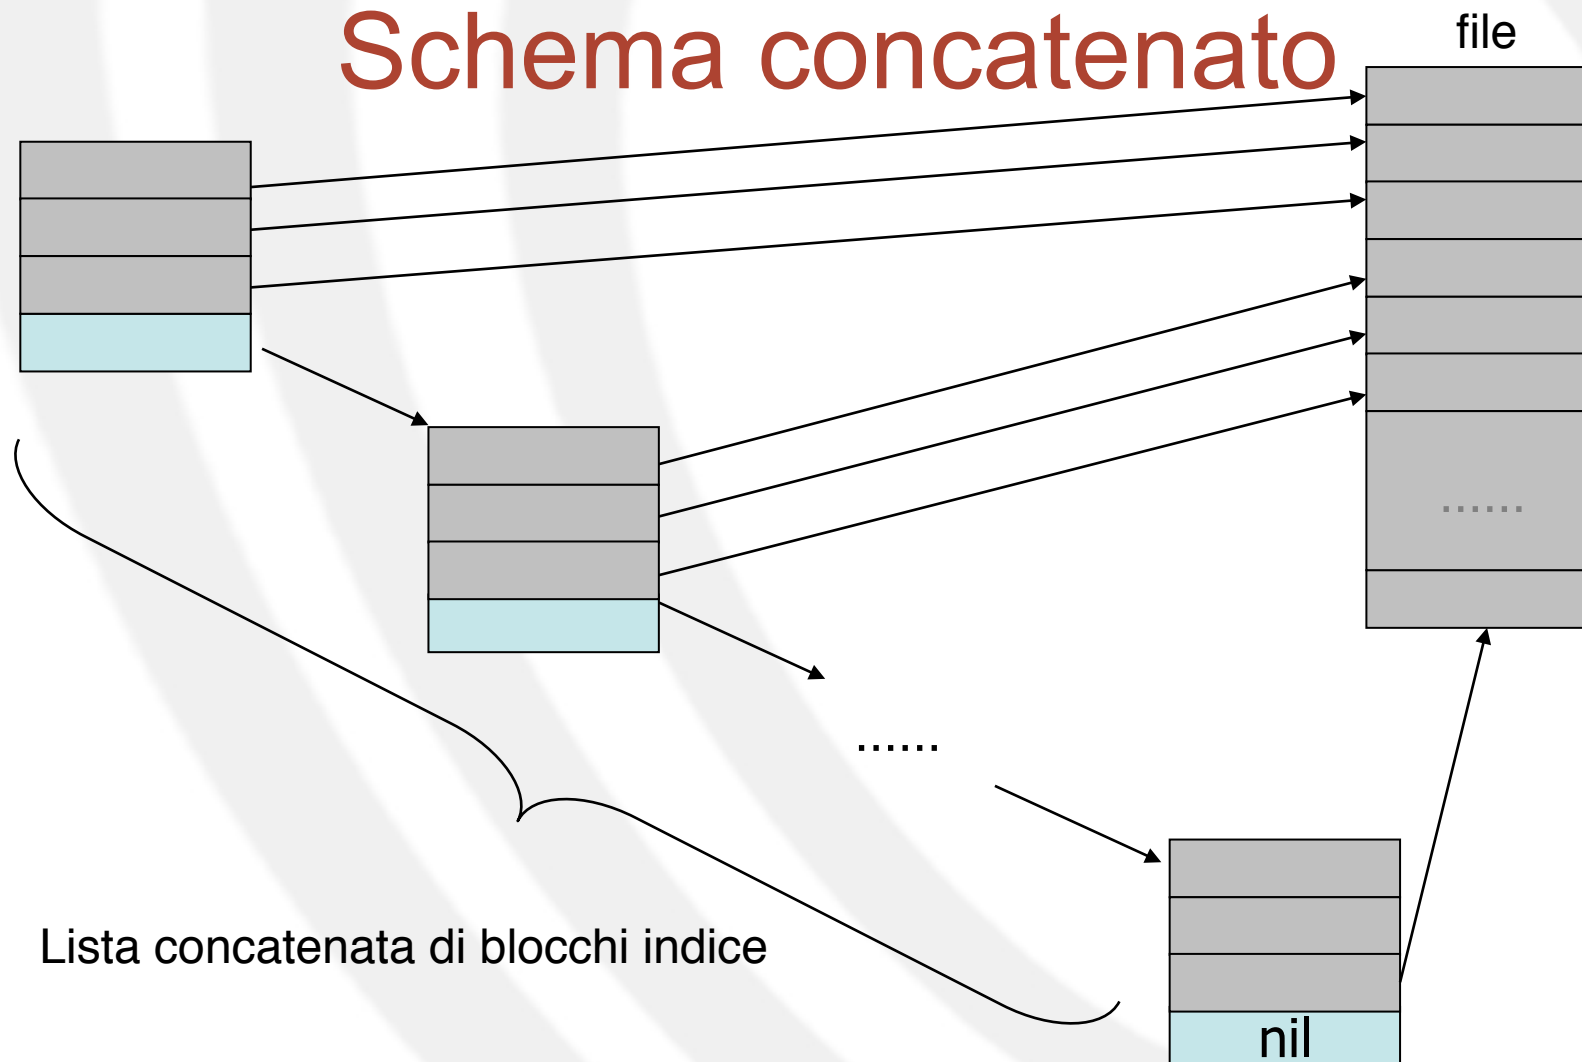 Schema concatenato
file
......
......
Lista concatenata di blocchi indice
nil